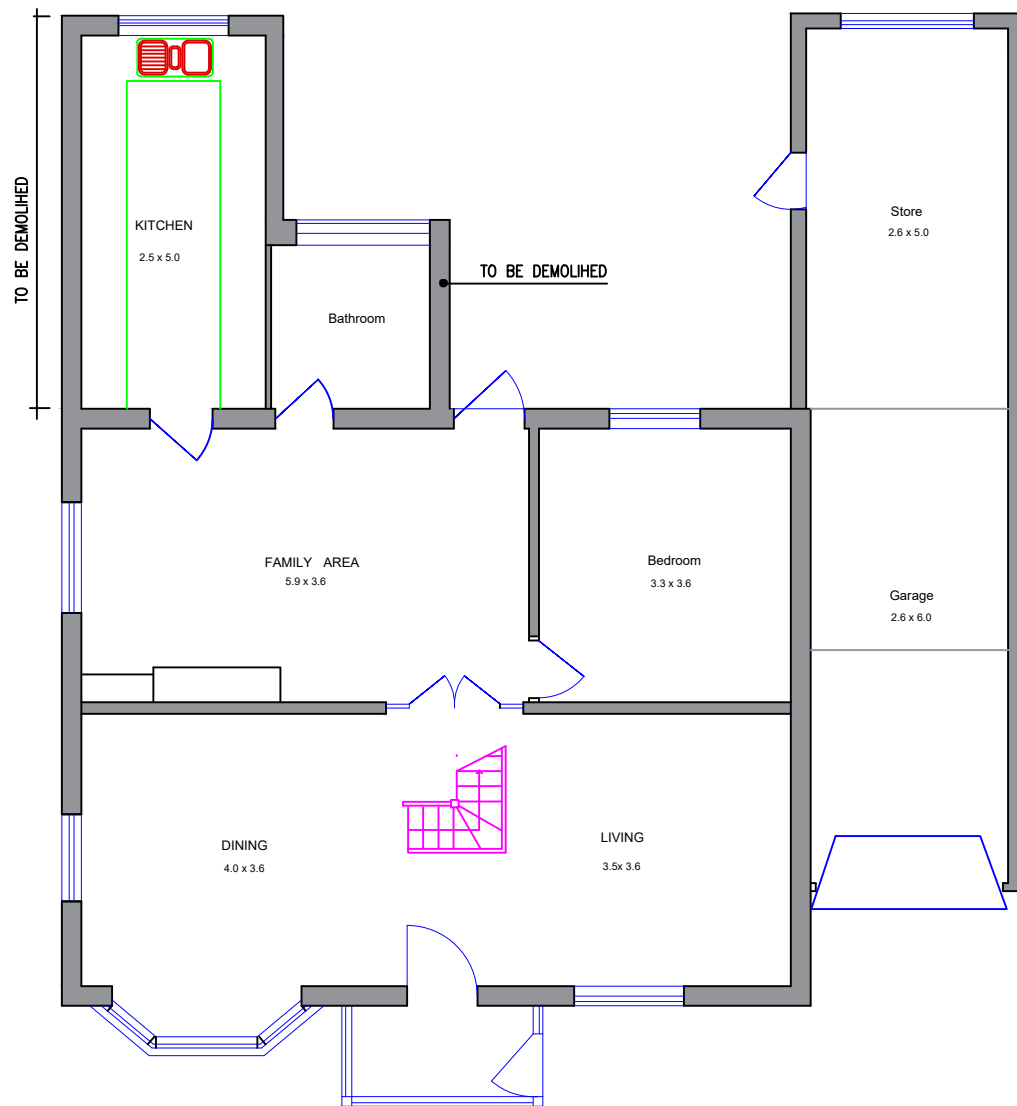 TO BE DEMOLIHED
KITCHEN
2.5 x 5.0
Store
2.6 x 5.0
TO BE DEMOLIHED
Bathroom
FAMILY AREA
5.9 x 3.6
Bedroom
3.3 x 3.6
Garage
2.6 x 6.0
DINING
4.0 x 3.6
LIVING
3.5x 3.6